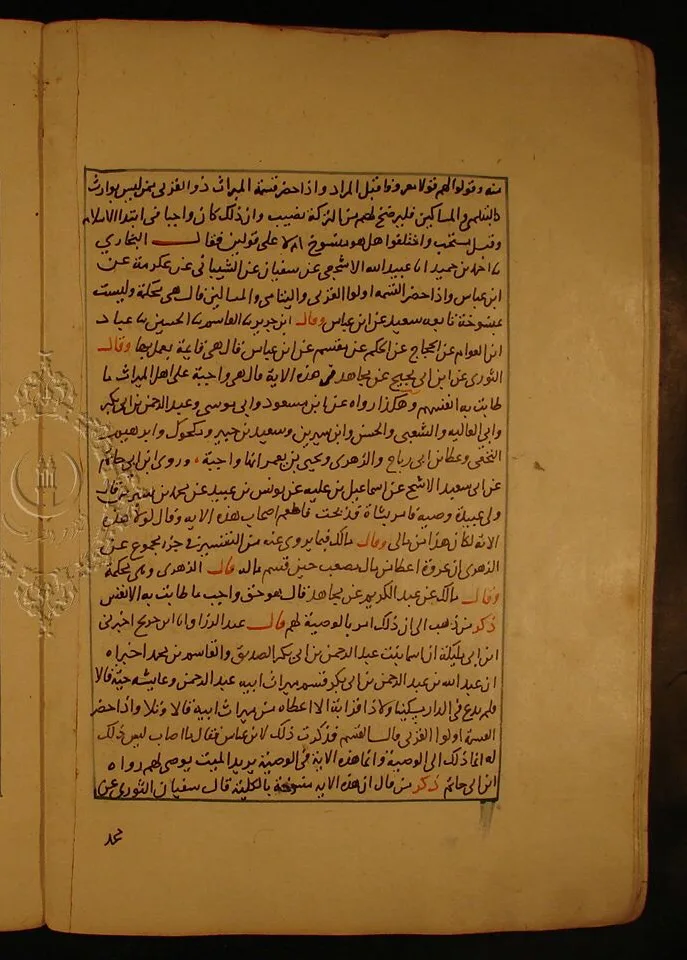 منه وقولوا لهم قولا معروفا قيل المراد واذا حضر قسمة الميراث ذو القربى ممن ليس بوارث
واليتامى والمساكين فليرضخ لهم من التركة نصيب وان ذلك كان واجبا في ابتداء الاسلام
وقيل يستحب واختلفوا هل هو منسوخ ام لا على قولين فقال البخاري
ثنا احمد بن حميد انا عبيد الله الاشجعي عن سفيان عن الشيباني عن عكرمة عن
ابن عباس واذا حضر القسمة اولوا القربى واليتامى والمساكين قال هي محكمة وليست
بمنسوخة تابعه سعيد عن ابن عباس وقال ابن جرير ثنا القاسم ثنا الحسين ثنا عباد
ابن العوام عن الحجاج عن الحكم عن مقسم عن ابن عباس قال هي قايمة يعمل بها وقال
الثوري عن ابن ابي نجيح عن مجاهد في هذه الاية قال هي واجبة على اهل الميراث ما
طابت به انفسهم وهكذا رواه عن ابن مسعود وابي موسى وعبد الرحمن بن ابي بكر
وابي العاليه والشعبي والحسن وابن سيرين وسعيد بن جبير ومكحول وابرهيم
النخعي وعطا بن ابي رباح والزهري ويحيى بن يعمر انها واجبة وروى ابن ابي حاتم
عن ابي سعيد الاشج عن اسماعيل بن عليه عن يونس بن عبيد عن محمد بن سيرين قال
ولي عبيدة وصية فامر بشاة فذبحت فاطعم اصحاب هذه الايه وقال لولا هذه
الاية لكان هذا من مالي وقال مالك فيما يروى عنه من التفسير في جزء مجموع عن
الزهري ان عروة اعطا من مال مصعب حين قسم ماله قال الزهري وهي محكمة
وقال مالك عن عبد الكريم عن مجاهد قال هو حق واجب ما طابت به الانفس
ذكر من ذهب الى ان ذلك امر بالوصية لهم قال عبد الرزاق انا ابن جريج اخبرني
ابن ابي مليكة ان اسما بنت عبد الرحمن بن ابي بكر الصديق والقاسم بن محمد اخبراه
ان عبد الله بن عبد الرحمن بن ابي بكر قسم ميراث ابيه عبد الرحمن وعايشه حية قالا
فلم يدع في الدار مسكينا ولا ذا قرابة الا اعطاه من ميراث ابيه قالا وتلا واذا حضر
القسمة اولوا القربى قال القسم فذكرت ذلك لابن عباس فقال ما اصاب ليس ذلك
له انما ذلك الى الوصية وانما هذه الاية في الوصية يريد الميت يوصي لهم رواه
ابن ابي حاتم ذكر من قال ان هذه الايه منسوخة بالكلية قال سفيان الثوري عن
محمد